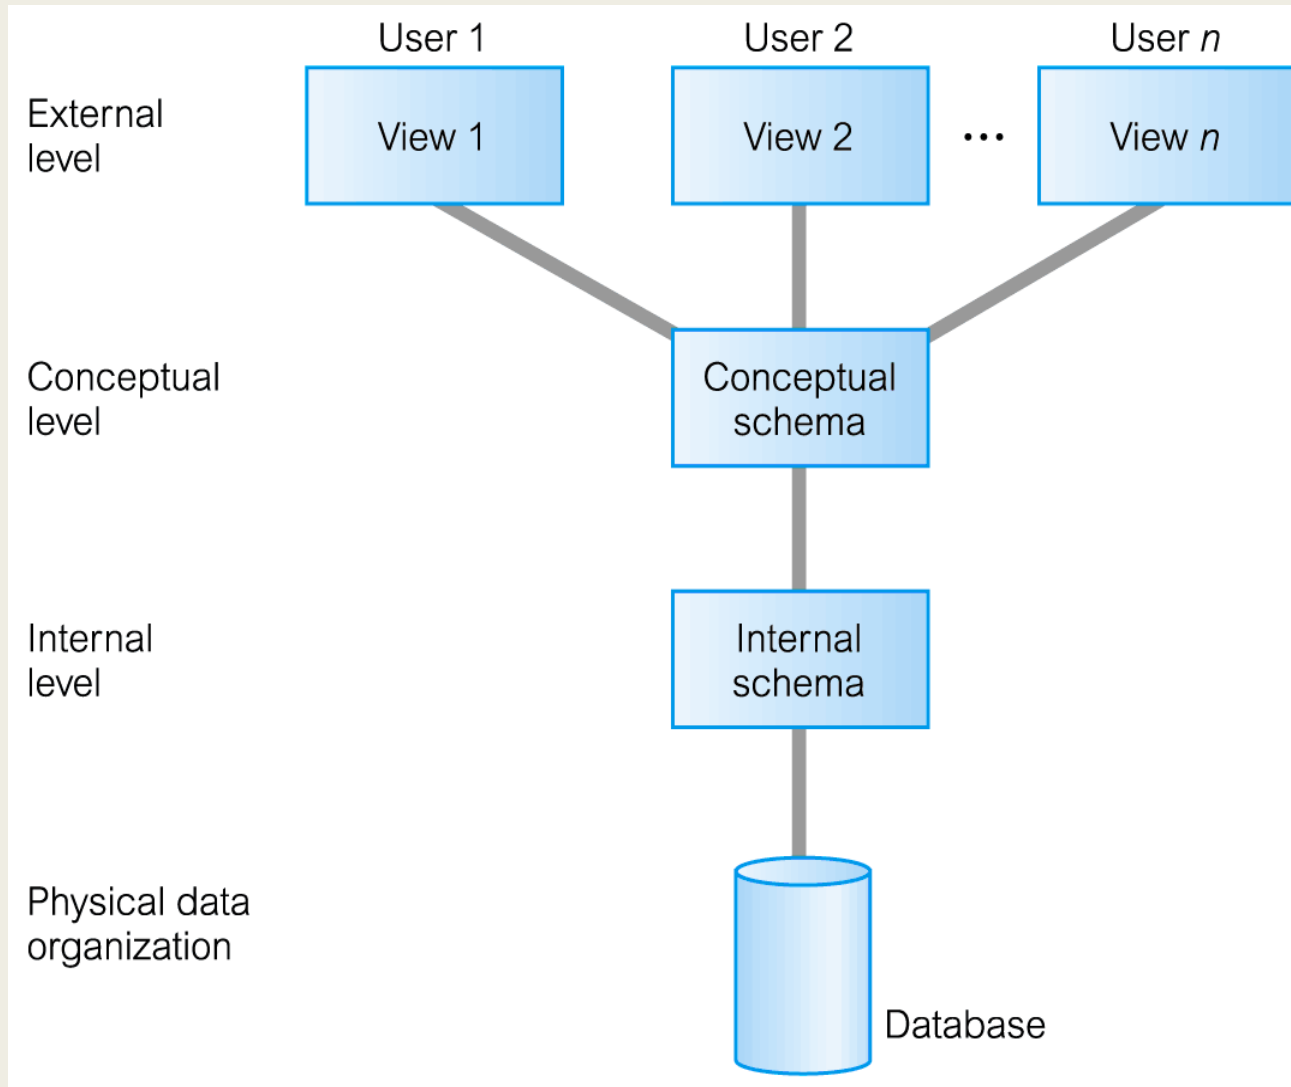 User 1
User 2
User n
External
level
View 1
View 2
...
View n
Conceptual
level
Conceptual
schema
Internal
level
Internal
schema
Physical data
organization
Database